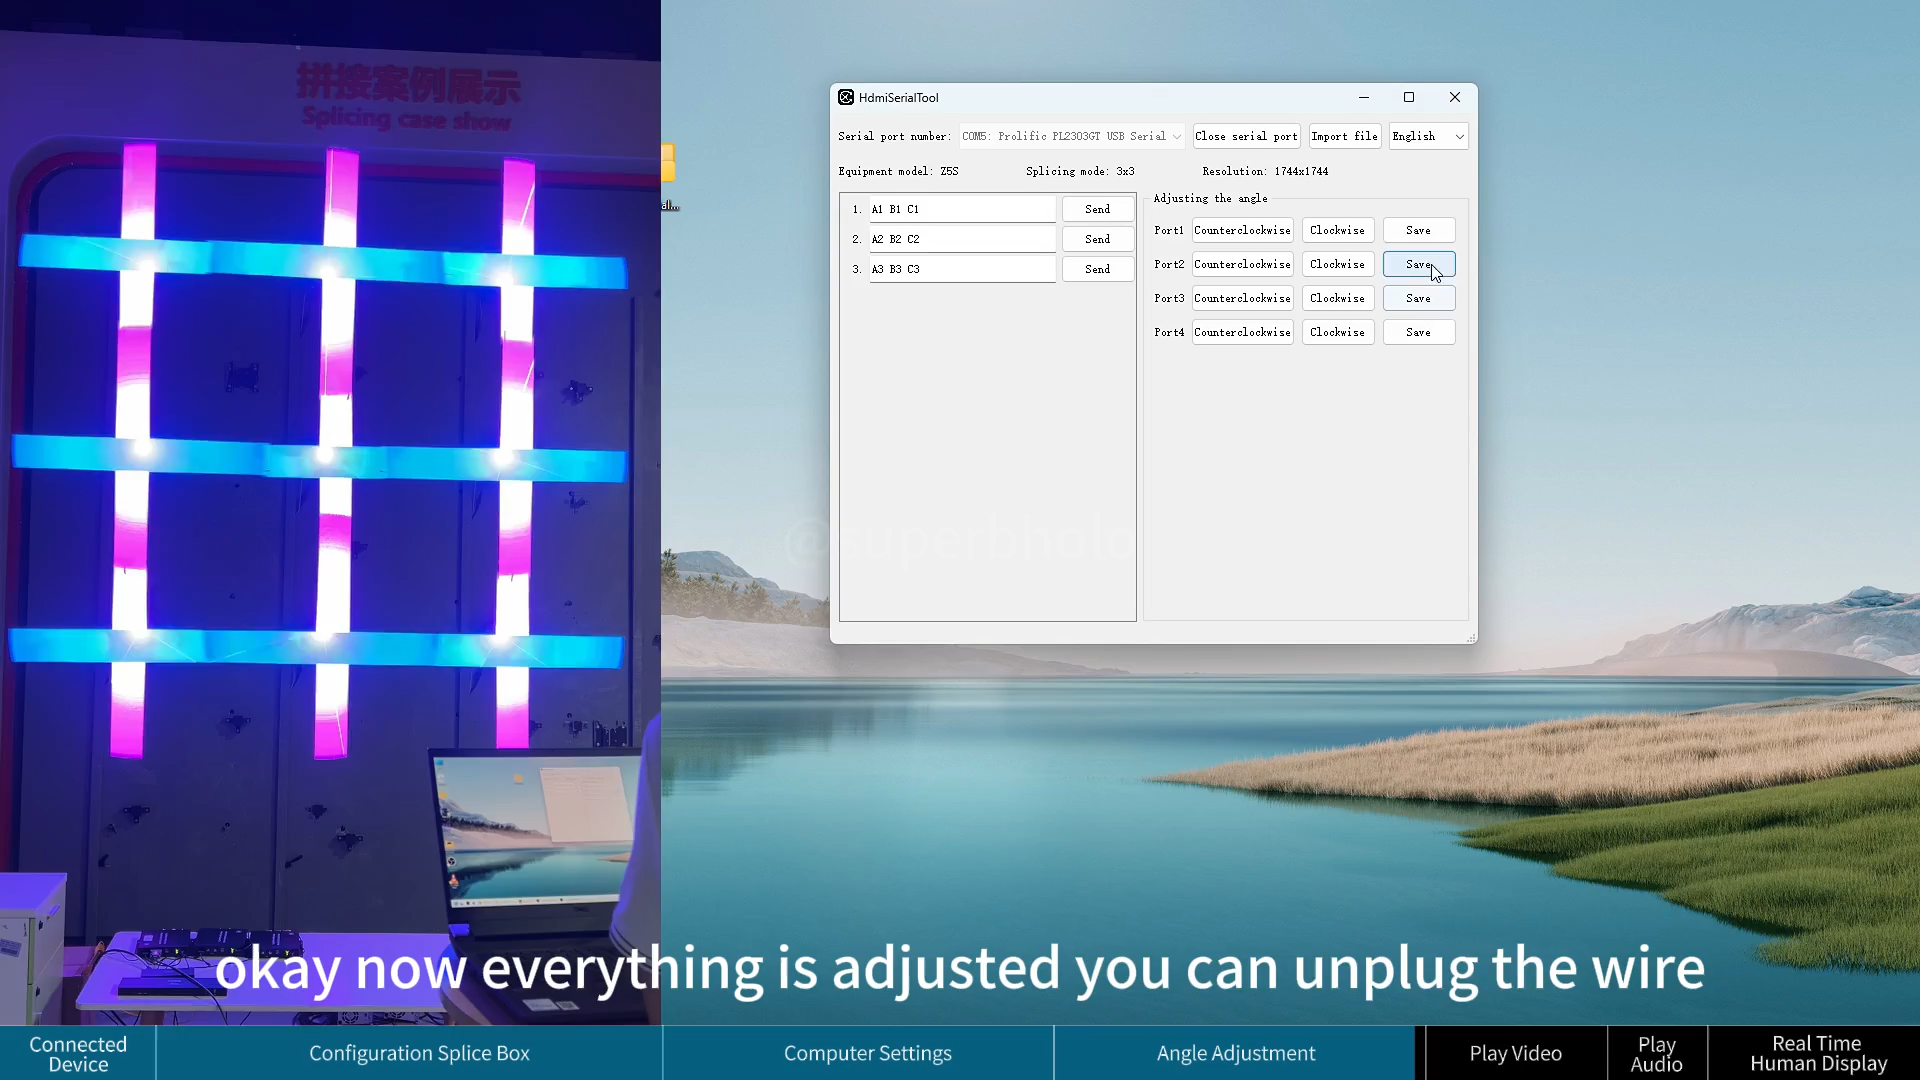 拼接案例展示
Splicing case show
al...
HdmiSerialTool
Serial port number: COM5: Prolific PL2303GT USB Serial Close serial port Import file English
Equipment model: Z5S Splicing mode: 3x3 Resolution: 1744x1744
1. A1 B1 C1 Send
2. A2 B2 C2 Send
3. A3 B3 C3 Send
Adjusting the angle
Port1 Counterclockwise Clockwise Save
Port2 Counterclockwise Clockwise Save
Port3 Counterclockwise Clockwise Save
Port4 Counterclockwise Clockwise Save
@superbholo
okay now everything is adjusted you can unplug the wire
Connected Device
Configuration Splice Box
Computer Settings
Angle Adjustment
Play Video
Play Audio
Real Time Human Display